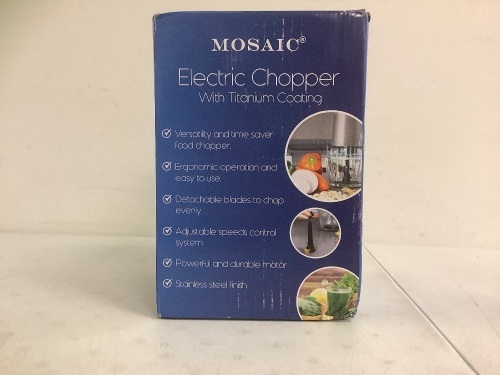 MOSAIC®
Electric Chopper
With Titanium Coating
Versatility and time saver
food chopper.
Ergonomic operation and
easy to use.
Detachable blades to chop
evenly
Adjustable speeds control
system
Powerful and durable motor
Stainless steel finish